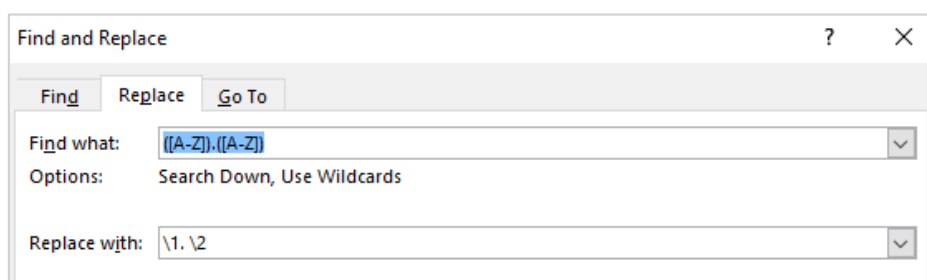 Find and Replace ? ×
Find Replace Go To
Find what: ([A-Z]).([A-Z])
Options: Search Down, Use Wildcards
Replace with: \1. \2